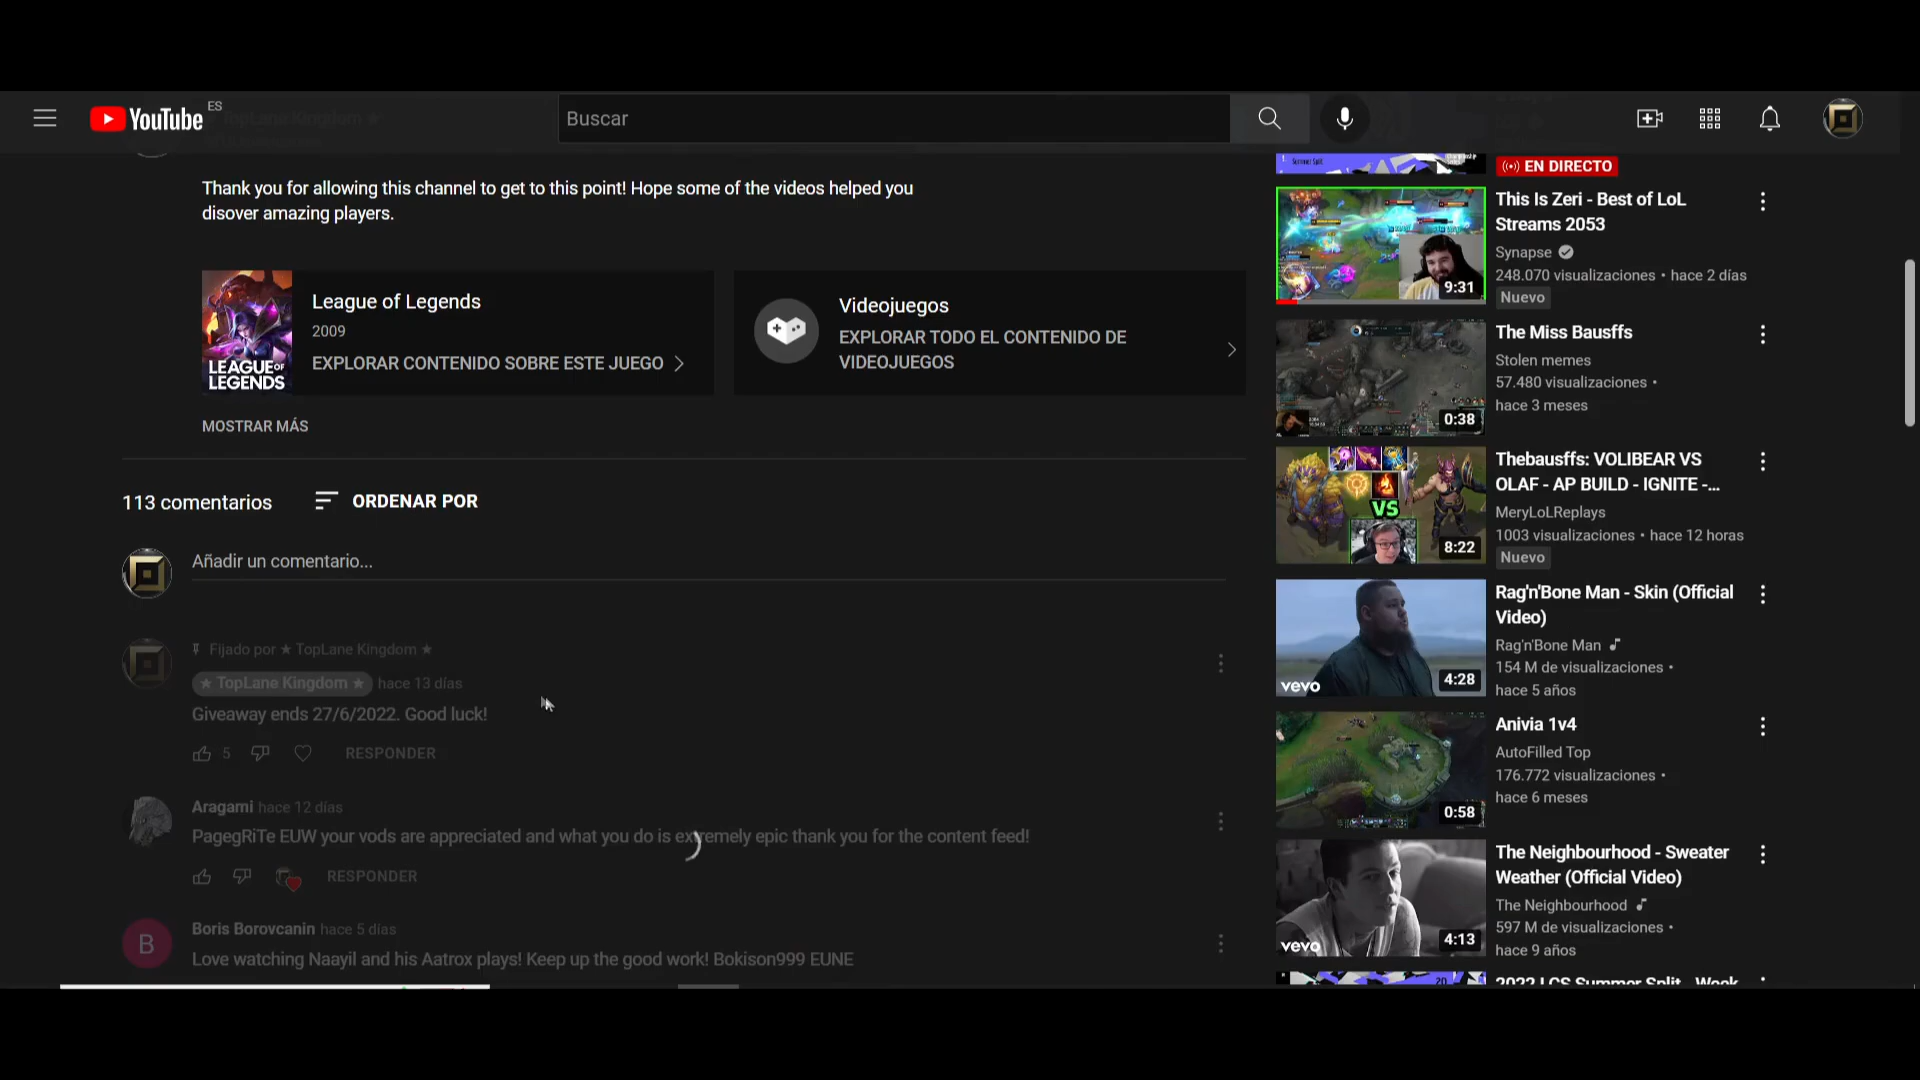 YouTube ES
TopLane Kingdom ★
Buscar
Thank you for allowing this channel to get to this point! Hope some of the videos helped you
disover amazing players.
LEAGUE OF
LEGENDS
League of Legends
2009
EXPLORAR CONTENIDO SOBRE ESTE JUEGO
Videojuegos
EXPLORAR TODO EL CONTENIDO DE
VIDEOJUEGOS
MOSTRAR MÁS
113 comentarios
ORDENAR POR
Añadir un comentario...
Fijado por ★ TopLane Kingdom ★
★ TopLane Kingdom ★ hace 13 días
Giveaway ends 27/6/2022. Good luck!
5
RESPONDER
Aragami hace 12 días
PagegRiTe EUW your vods are appreciated and what you do is extremely epic thank you for the content feed!
RESPONDER
B
Boris Borovcanin hace 5 días
Love watching Naayil and his Aatrox plays! Keep up the good work! Bokison999 EUNE
Summer Split
EN DIRECTO
9:31
This Is Zeri - Best of LoL
Streams 2053
Synapse
248.070 visualizaciones • hace 2 días
Nuevo
0:38
The Miss Bausffs
Stolen memes
57.480 visualizaciones •
hace 3 meses
VS
8:22
Thebausffs: VOLIBEAR VS
OLAF - AP BUILD - IGNITE -...
MeryLoLReplays
1003 visualizaciones • hace 12 horas
Nuevo
vevo
4:28
Rag'n'Bone Man - Skin (Official
Video)
Rag'n'Bone Man
154 M de visualizaciones •
hace 5 años
0:58
Anivia 1v4
AutoFilled Top
176.772 visualizaciones •
hace 6 meses
vevo
4:13
The Neighbourhood - Sweater
Weather (Official Video)
The Neighbourhood
597 M de visualizaciones •
hace 9 años
2022 LCS Summer Split - Week